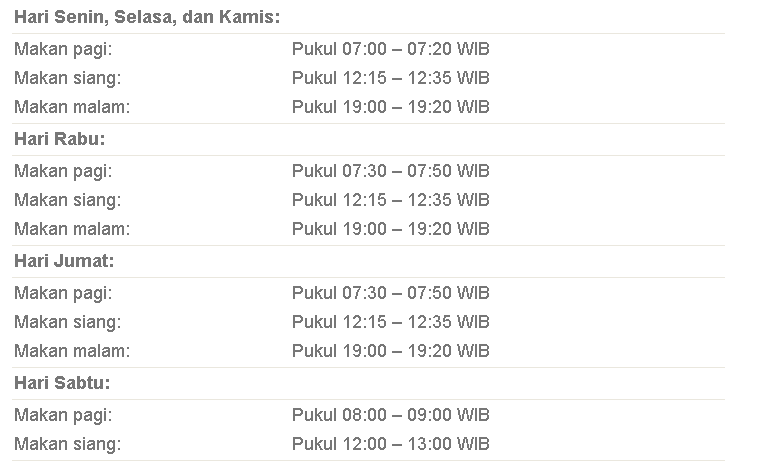 Hari Senin, Selasa, dan Kamis:
Makan pagi: Pukul 07:00 – 07:20 WIB
Makan siang: Pukul 12:15 – 12:35 WIB
Makan malam: Pukul 19:00 – 19:20 WIB
Hari Rabu:
Makan pagi: Pukul 07:30 – 07:50 WIB
Makan siang: Pukul 12:15 – 12:35 WIB
Makan malam: Pukul 19:00 – 19:20 WIB
Hari Jumat:
Makan pagi: Pukul 07:30 – 07:50 WIB
Makan siang: Pukul 12:15 – 12:35 WIB
Makan malam: Pukul 19:00 – 19:20 WIB
Hari Sabtu:
Makan pagi: Pukul 08:00 – 09:00 WIB
Makan siang: Pukul 12:00 – 13:00 WIB